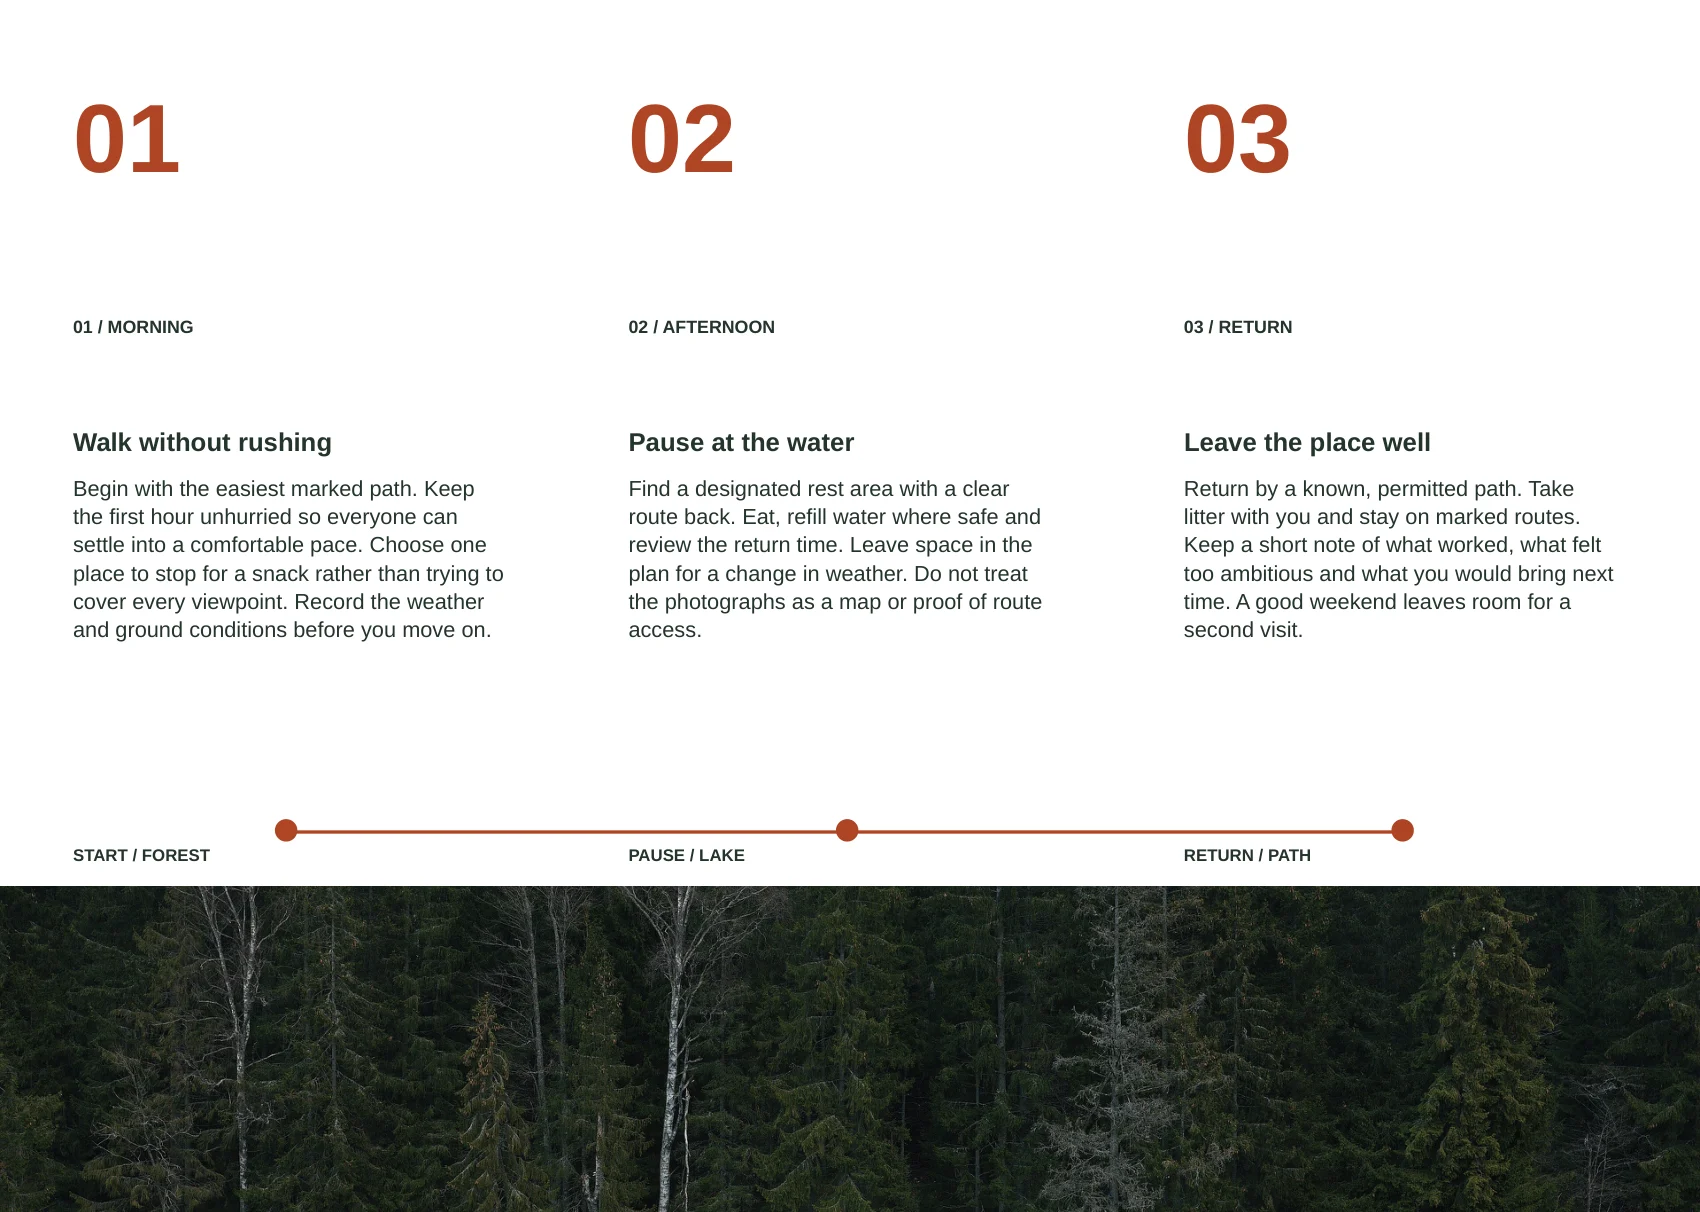 01
01 / MORNING
Walk without rushing
Begin with the easiest marked path. Keep
the first hour unhurried so everyone can
settle into a comfortable pace. Choose one
place to stop for a snack rather than trying to
cover every viewpoint. Record the weather
and ground conditions before you move on.
02
02 / AFTERNOON
Pause at the water
Find a designated rest area with a clear
route back. Eat, refill water where safe and
review the return time. Leave space in the
plan for a change in weather. Do not treat
the photographs as a map or proof of route
access.
03
03 / RETURN
Leave the place well
Return by a known, permitted path. Take
litter with you and stay on marked routes.
Keep a short note of what worked, what felt
too ambitious and what you would bring next
time. A good weekend leaves room for a
second visit.
START / FOREST
PAUSE / LAKE
RETURN / PATH